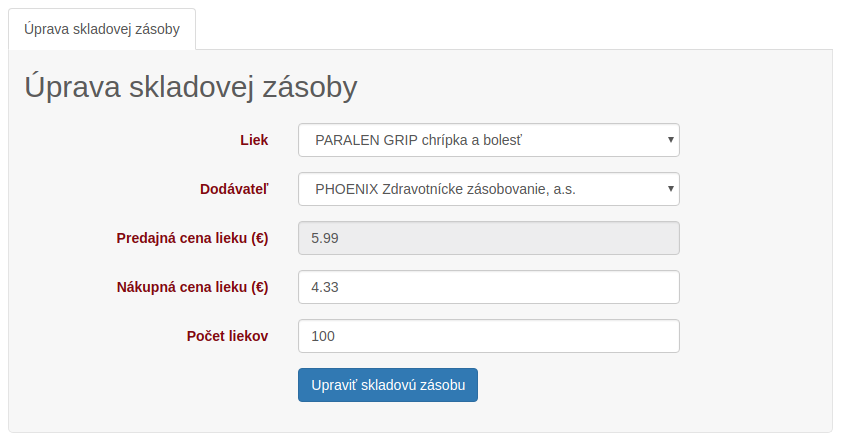 Úprava skladovej zásoby
Úprava skladovej zásoby
Liek PARALEN GRIP chrípka a bolesť
Dodávateľ PHOENIX Zdravotnícke zásobovanie, a.s.
Predajná cena lieku (€) 5.99
Nákupná cena lieku (€) 4.33
Počet liekov 100
Upraviť skladovú zásobu